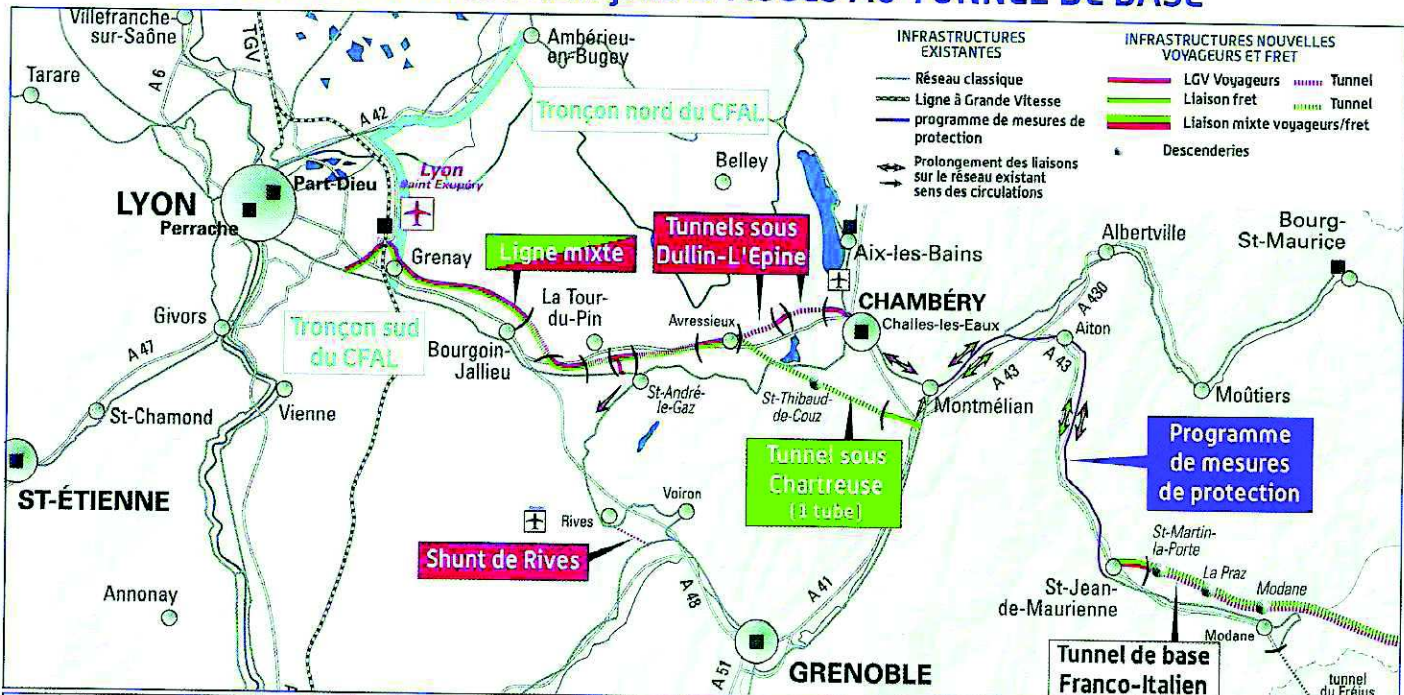 TUNNEL DE BASE
Villefranche-
sur-Saône
TGV
Tarare
A 6
Ambérieu-
en-Bugey
A 42
Tronçon nord du CFAL
Belley
LYON
Part-Dieu
Perrache
Lyon
Saint Exupéry
Grenay
Ligne mixte
Tunnels sous
Dullin-L'Epine
Aix-les-Bains
CHAMBÉRY
Challes-les-Eaux
La Tour-
du-Pin
Avressieux
Givors
A 47
Tronçon sud
du CFAL
Bourgoin-
Jallieu
St-André-
le-Gaz
St-Thibaud-
de-Couz
Montmélian
St-Chamond
Vienne
ST-ÉTIENNE
Tunnel sous
Chartreuse
(1 tube)
Voiron
Rives
Shunt de Rives
Annonay
A 48
A 41
A 51
GRENOBLE
INFRASTRUCTURES
EXISTANTES
Réseau classique
Ligne à Grande Vitesse
programme de mesures de
protection
Prolongement des liaisons
sur le réseau existant
sens des circulations
INFRASTRUCTURES NOUVELLES
VOYAGEURS ET FRET
LGV Voyageurs
Tunnel
Liaison fret
Tunnel
Liaison mixte voyageurs/fret
Descenderies
Albertville
Bourg-
St-Maurice
A 430
Aiton
A 43
A 43
Moûtiers
Programme
de mesures
de protection
St-Martin-
la-Porte
La Praz
Modane
St-Jean-
de-Maurienne
Modane
Tunnel de base
Franco-Italien
tunnel
du Fréjus